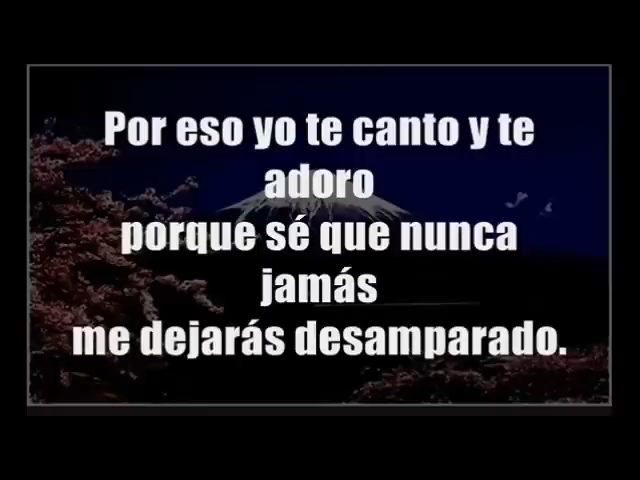 Por eso yo te canto y te
adoro
porque sé que nunca
jamás
me dejarás desamparado.